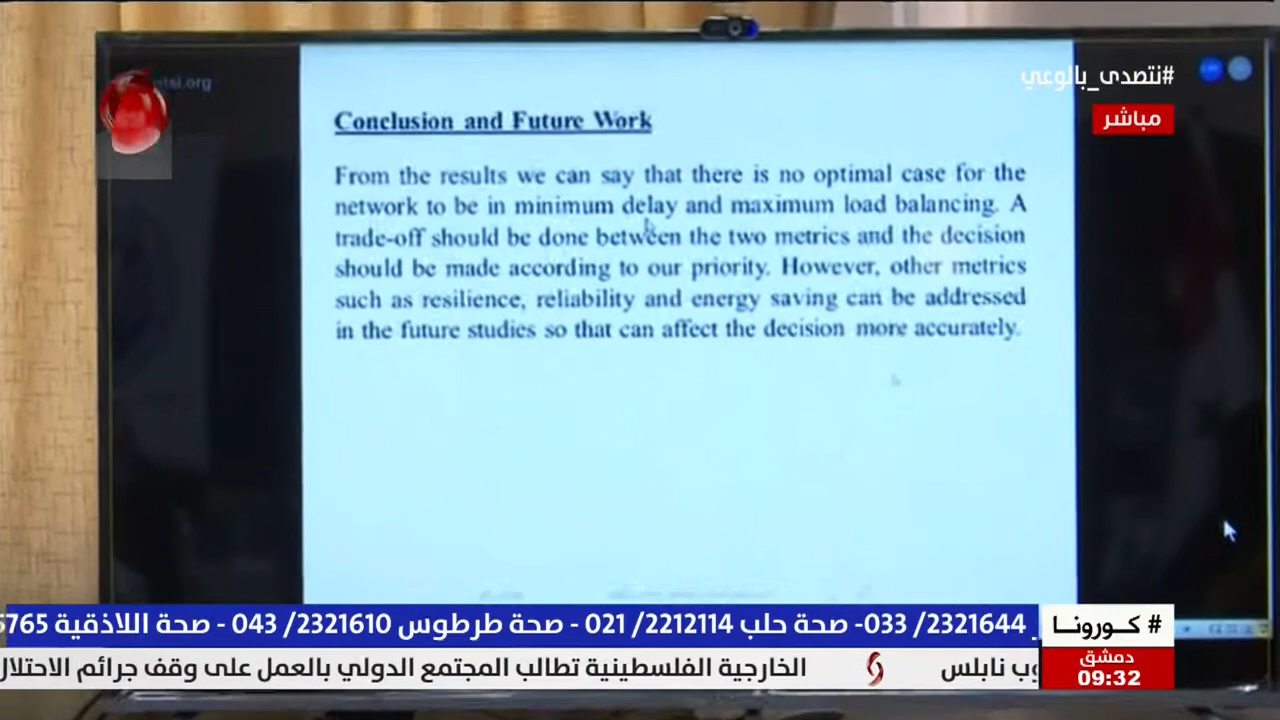 #نتصدى_بالوعي
مباشر
Conclusion and Future Work
From the results we can say that there is no optimal case for the
network to be in minimum delay and maximum load balancing. A
trade-off should be done between the two metrics and the decision
should be made according to our priority. However, other metrics
such as resilience, reliability and energy saving can be addressed
in the future studies so that can affect the decision more accurately.
# كورونا
033/ 2321644- صحة حلب 2212114/ 021 - صحة طرطوس 2321610/ 043 - صحة اللاذقية
دمشق
09:32
نابلس
الخارجية الفلسطينية تطالب المجتمع الدولي بالعمل على وقف جرائم الاحتلال